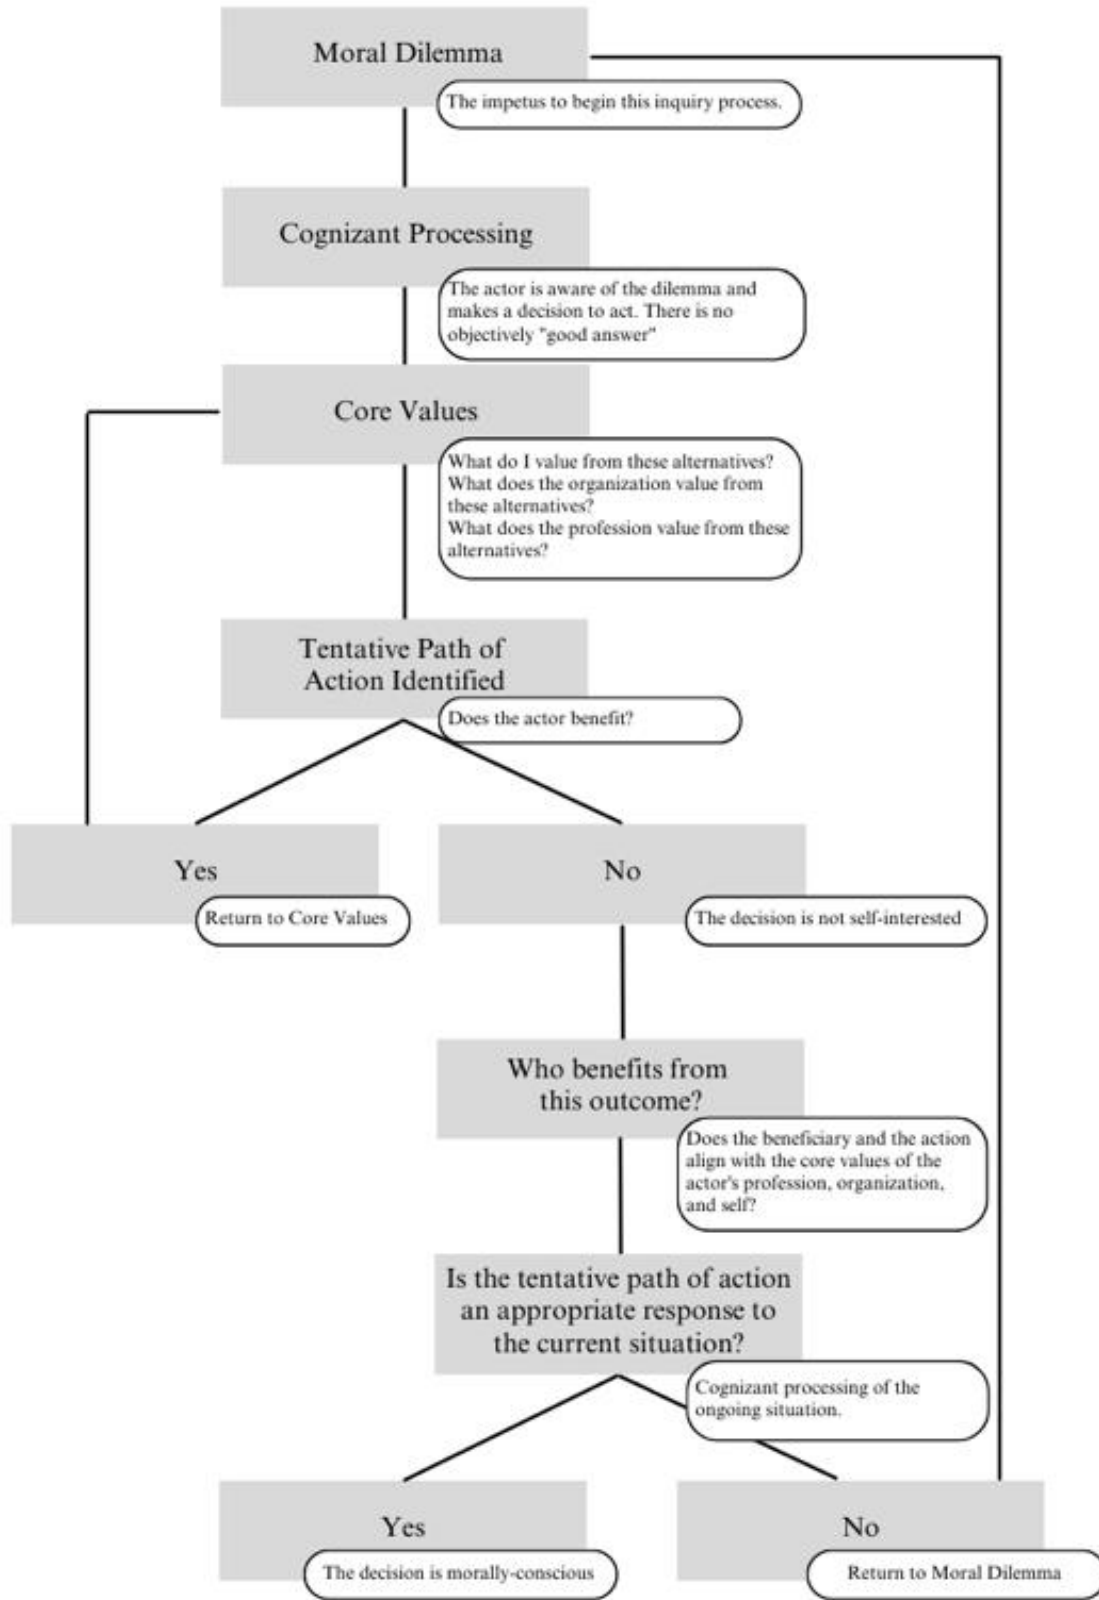 Moral Dilemma
The impetus to begin this inquiry process.
Cognizant Processing
The actor is aware of the dilemma and
makes a decision to act. There is no
objectively "good answer"
Core Values
What do I value from these alternatives?
What does the organization value from
these alternatives?
What does the profession value from these
alternatives?
Tentative Path of
Action Identified
Does the actor benefit?
Yes
Return to Core Values
No
The decision is not self-interested
Who benefits from
this outcome?
Does the beneficiary and the action
align with the core values of the
actor's profession, organization,
and self?
Is the tentative path of action
an appropriate response to
the current situation?
Cognizant processing of the
ongoing situation.
Yes
The decision is morally-conscious
No
Return to Moral Dilemma